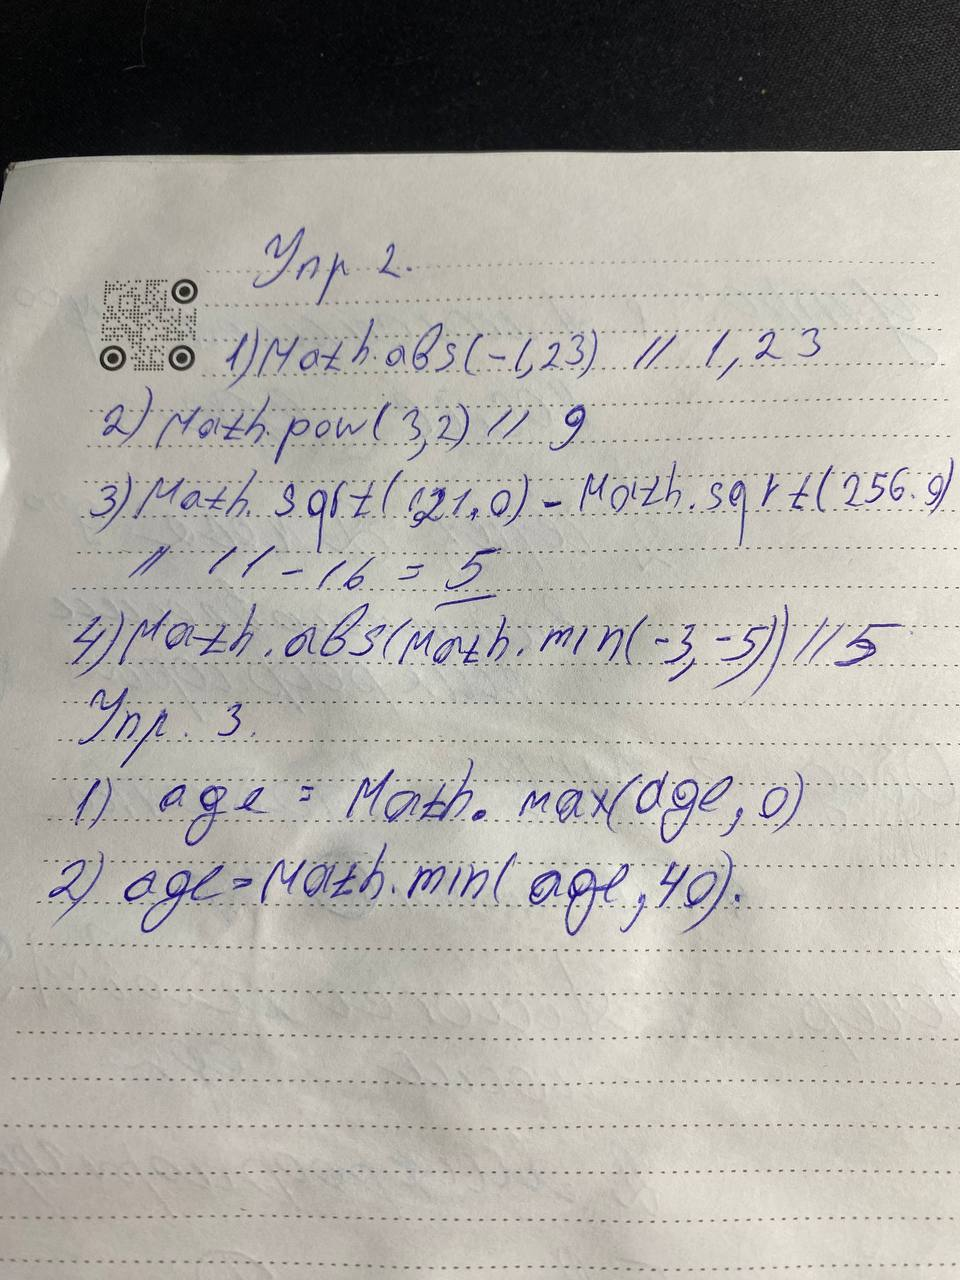 Упр 2.
1) Math.abs(-1,23) // 1,23
2) Math.pow(3,2) // 9
3) Math.sqrt(121,0) - Math.sqrt(256.0)
// 11 - 16 = 5
4) Math.abs(Math.min(-3,-5)) // 5
Упр. 3.
1) age = Math.max(age, 0)
2) age = Math.min(age, 40).